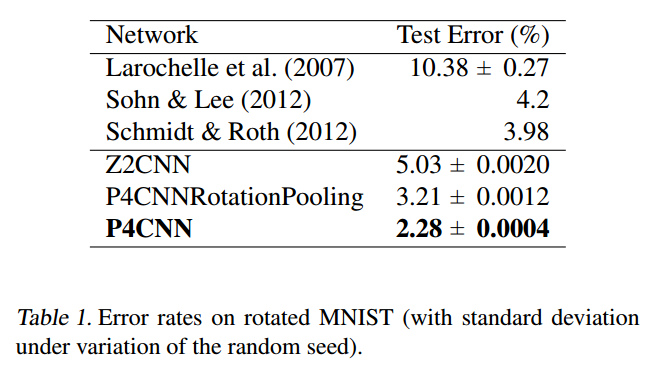 Network Test Error (%)
Larochelle et al. (2007) 10.38 ± 0.27
Sohn & Lee (2012) 4.2
Schmidt & Roth (2012) 3.98
Z2CNN 5.03 ± 0.0020
P4CNNRotationPooling 3.21 ± 0.0012
P4CNN 2.28 ± 0.0004
Table 1. Error rates on rotated MNIST (with standard deviation
under variation of the random seed).